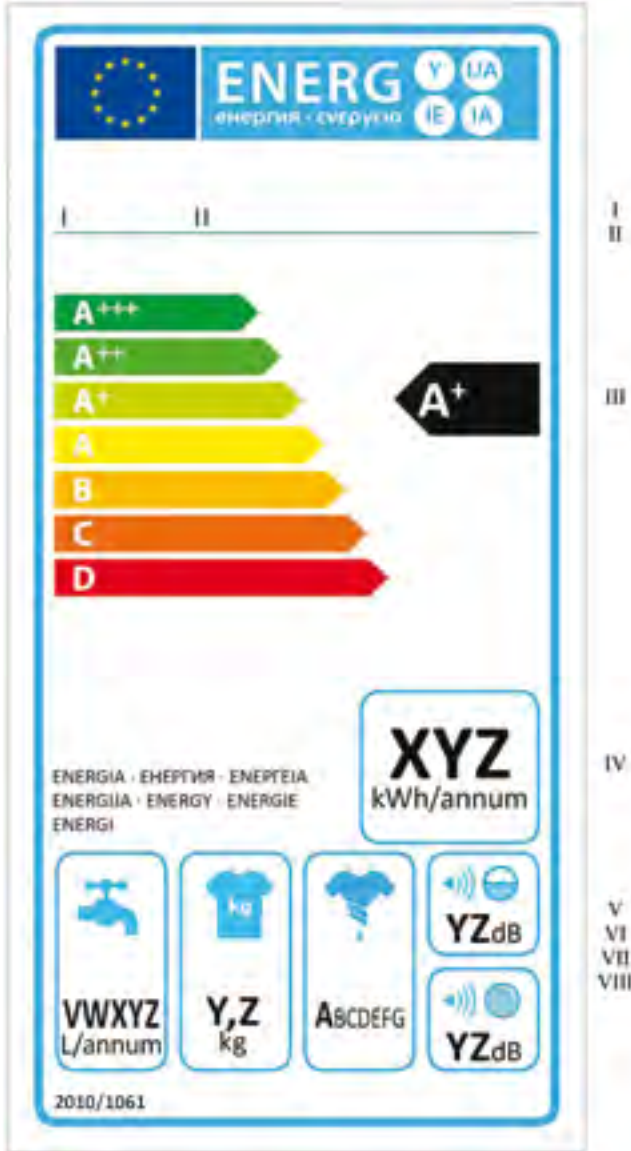 ENERG Y UA
IE IA
енергия · ενεργεια
I II
I
II
A+++
A++
A+
A
B
C
D
A+
III
XYZ
kWh/annum
IV
ENERGIA · ЕНЕРГИЯ · ΕΝΕΡΓΕΙΑ
ENERGIJA · ENERGY · ENERGIE
ENERGI
VWXYZ
L/annum
Y,Z
kg
kg
ABCDEFG
YZdB
YZdB
V
VI
VII
VIII
2010/1061